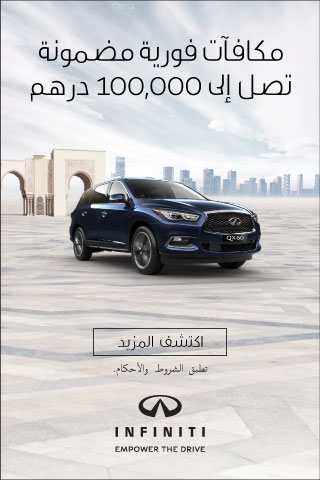 مكافآت فورية مضمونة
تصل إلى 100,000 درهم
QX60
اكتشف المزيد
تطبق الشروط والأحكام.
INFINITI
EMPOWER THE DRIVE